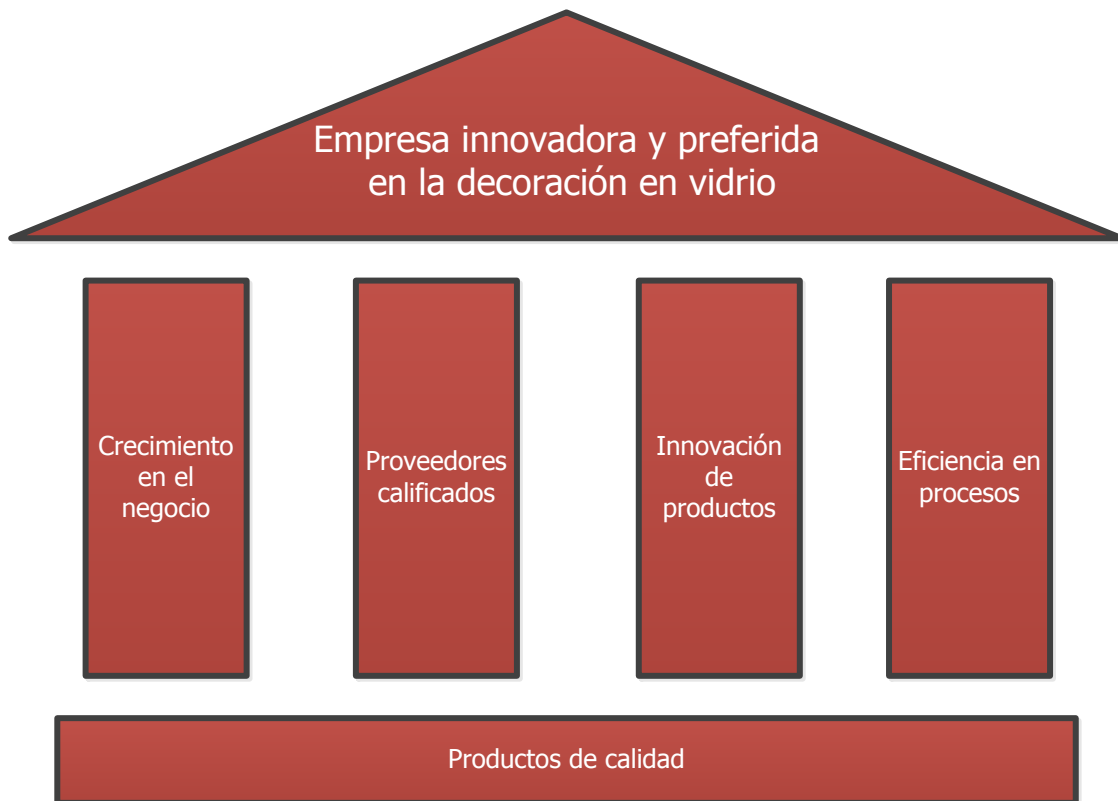 Empresa innovadora y preferida
en la decoración en vidrio
Crecimiento
en el
negocio
Proveedores
calificados
Innovación
de
productos
Eficiencia en
procesos
Productos de calidad